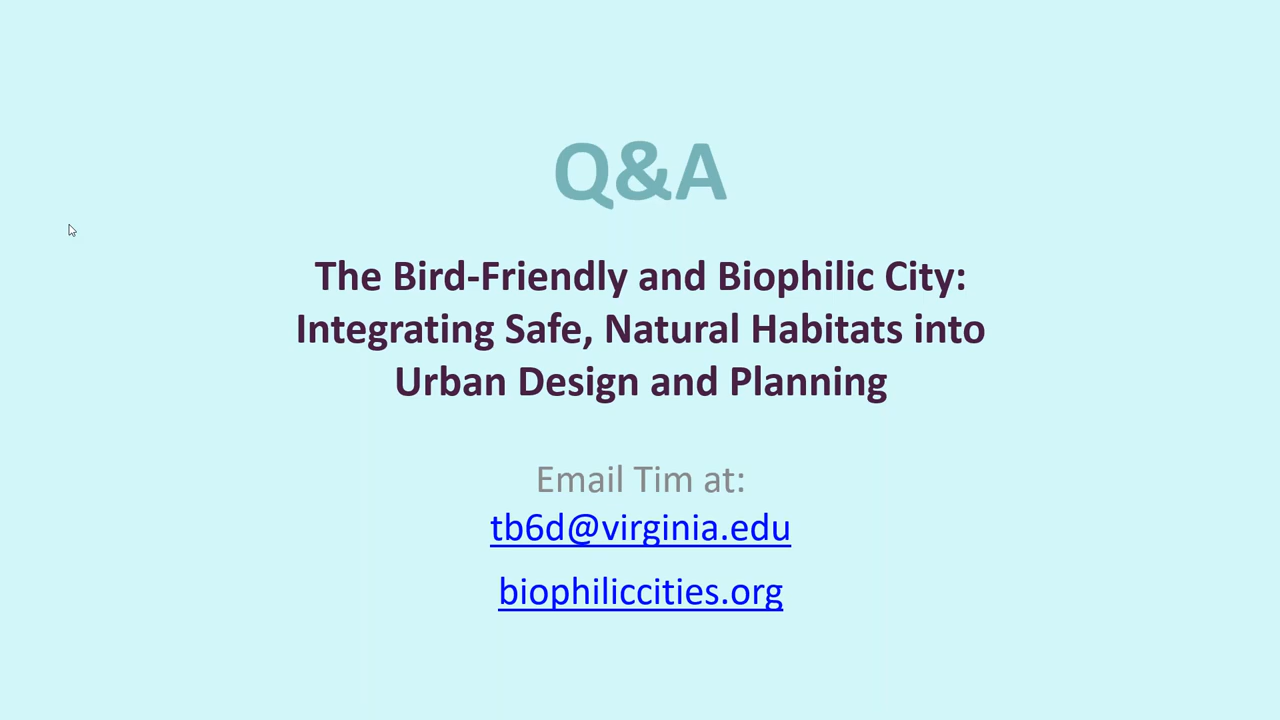 Q&A
The Bird-Friendly and Biophilic City:
Integrating Safe, Natural Habitats into
Urban Design and Planning
Email Tim at:
tb6d@virginia.edu
biophiliccities.org